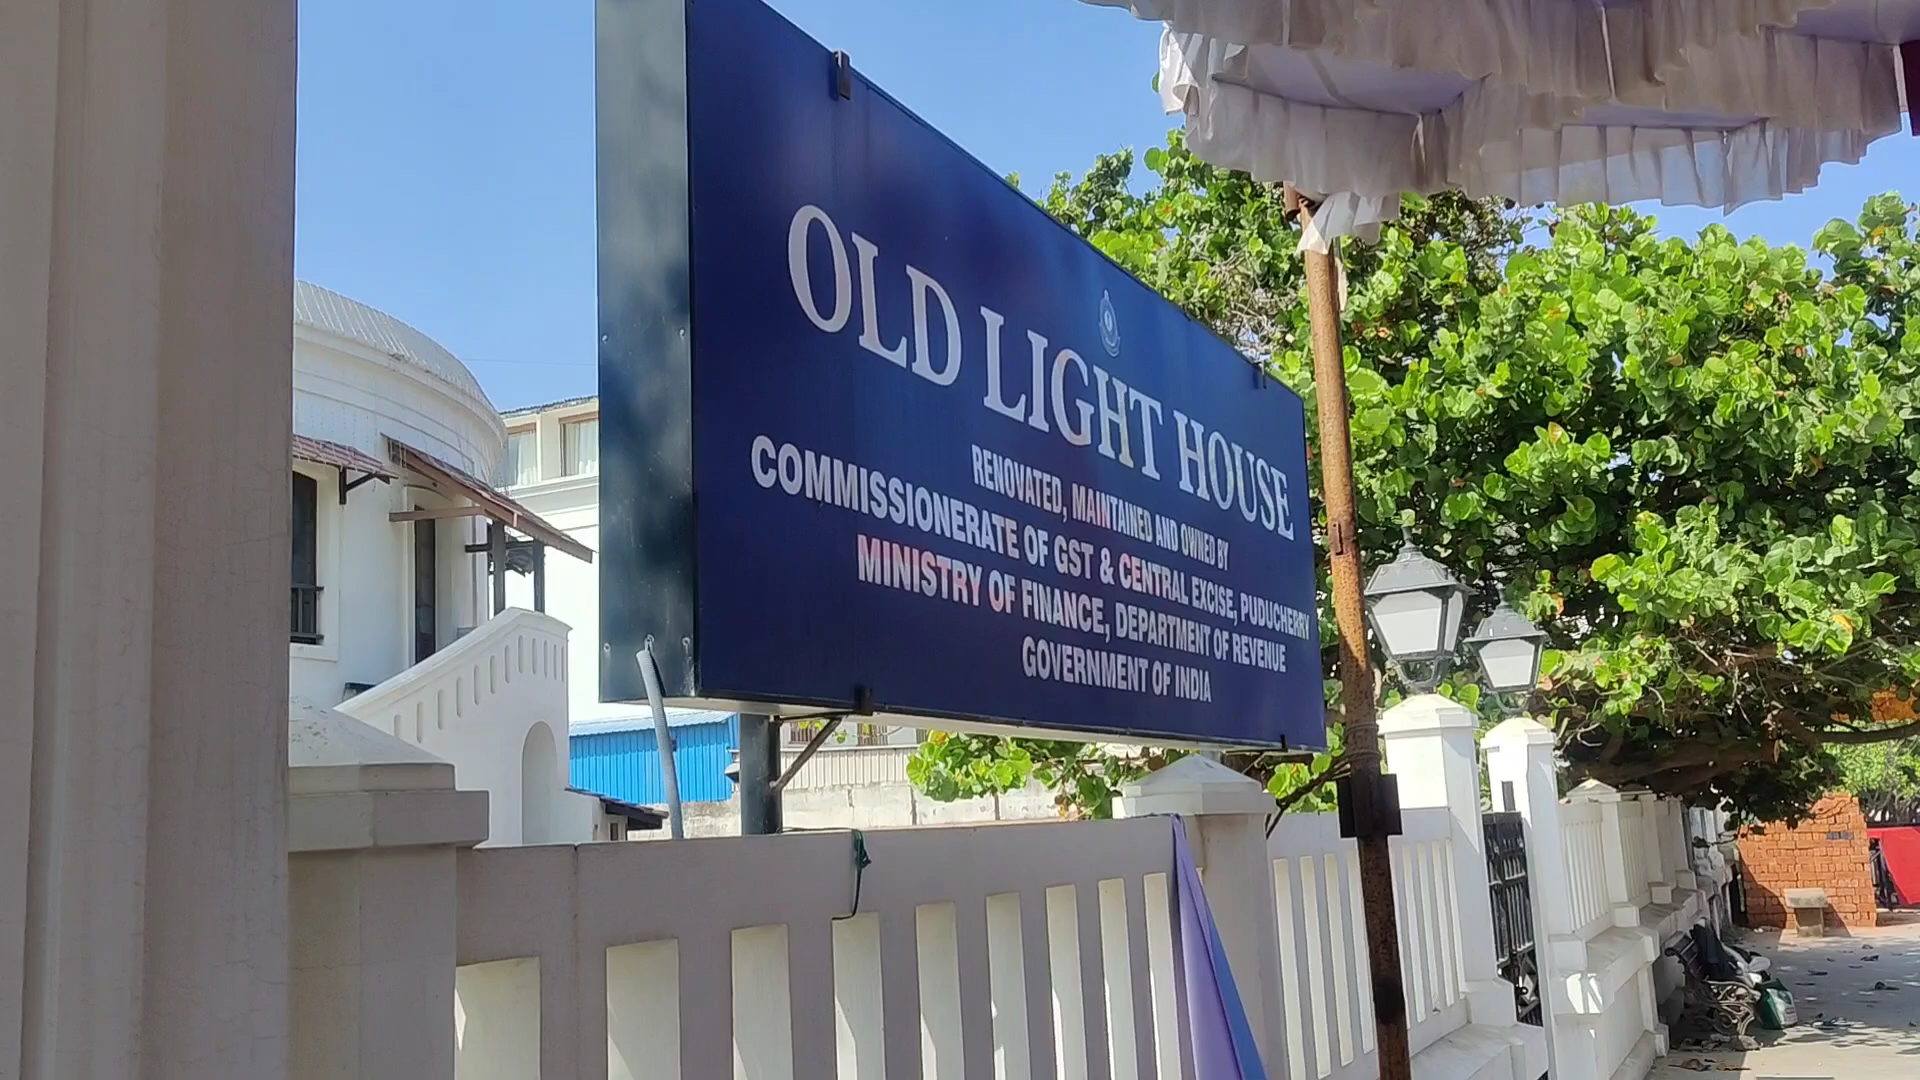 OLD LIGHT HOUSE
RENOVATED, MAINTAINED AND OWNED BY
COMMISSIONERATE OF GST & CENTRAL EXCISE, PUDUCHERRY
MINISTRY OF FINANCE, DEPARTMENT OF REVENUE
GOVERNMENT OF INDIA